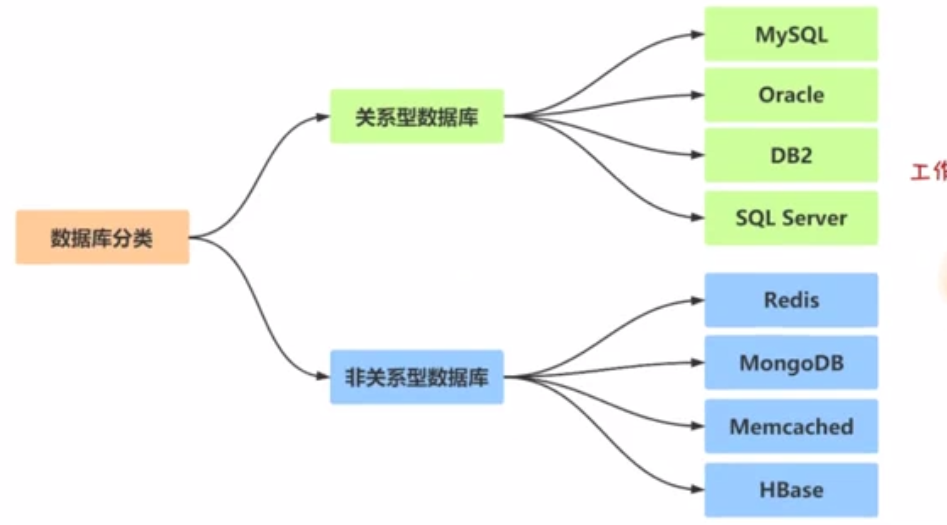 数据库分类
关系型数据库
MySQL
Oracle
DB2
SQL Server
非关系型数据库
Redis
MongoDB
Memcached
HBase
工作